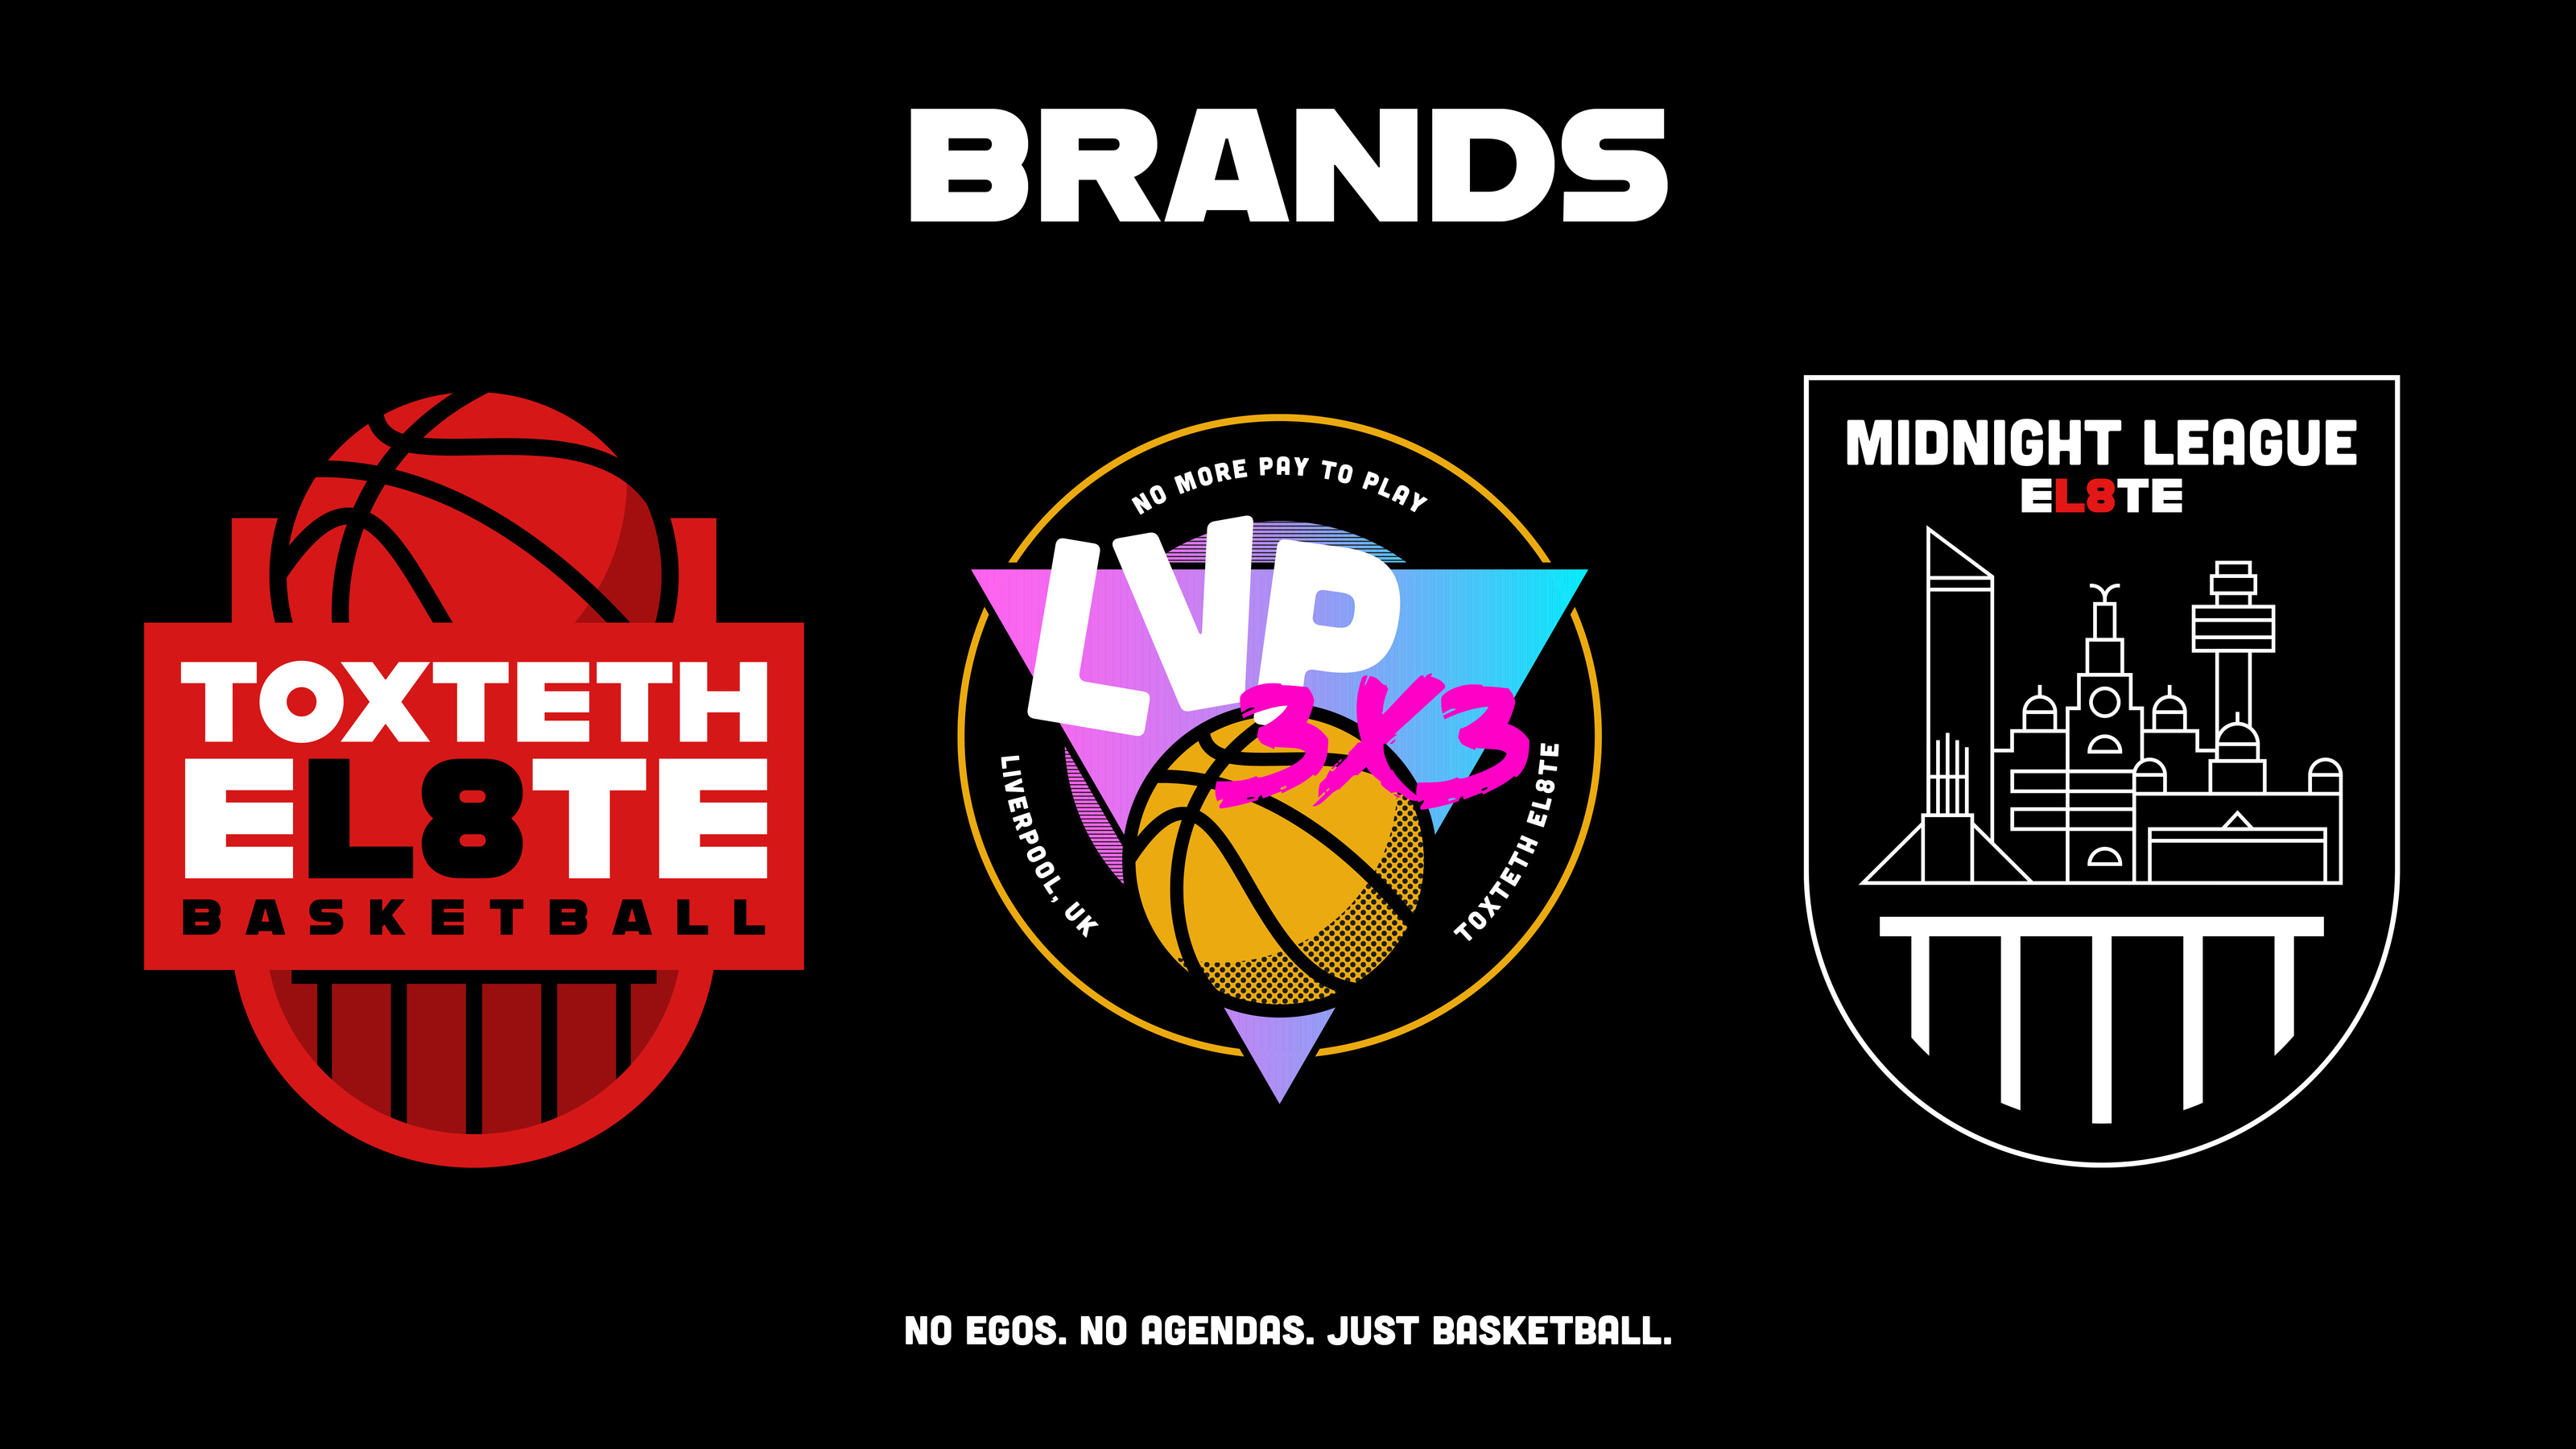 BRANDS
TOXTETH
EL8TE
BASKETBALL
NO MORE PAY TO PLAY
LVP
3X3
LIVERPOOL, UK
TOXTETH EL8TE
MIDNIGHT LEAGUE
EL8TE
NO EGOS. NO AGENDAS. JUST BASKETBALL.